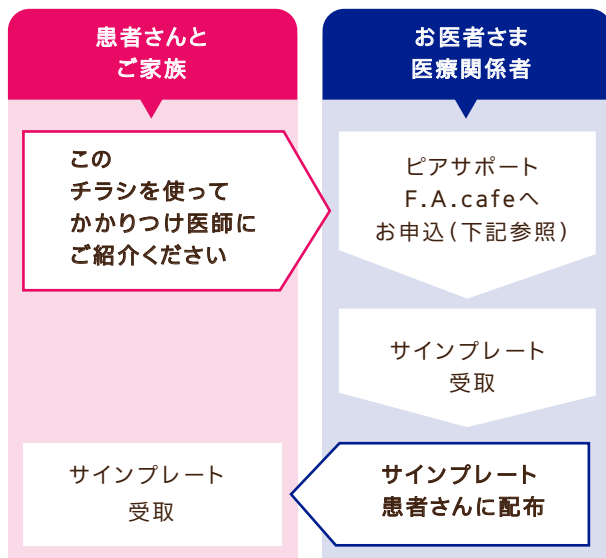 患者さんと
ご家族
お医者さま
医療関係者
この
チラシを使って
かかりつけ医師に
ご紹介ください
ピアサポート
F.A.cafeへ
お申込(下記参照)
サインプレート
受取
サインプレート
患者さんに配布
サインプレート
受取